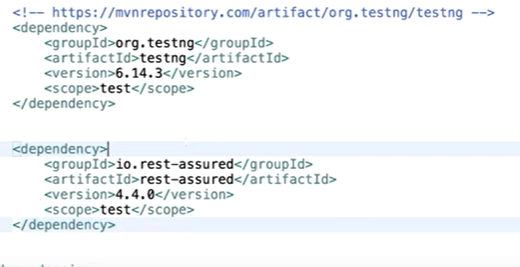 <!-- https://mvnrepository.com/artifact/org.testng/testng -->
<dependency>
<groupId>org.testng</groupId>
<artifactId>testng</artifactId>
<version>6.14.3</version>
<scope>test</scope>
</dependency>
<dependency>
<groupId>io.rest-assured</groupId>
<artifactId>rest-assured</artifactId>
<version>4.4.0</version>
<scope>test</scope>
</dependency>